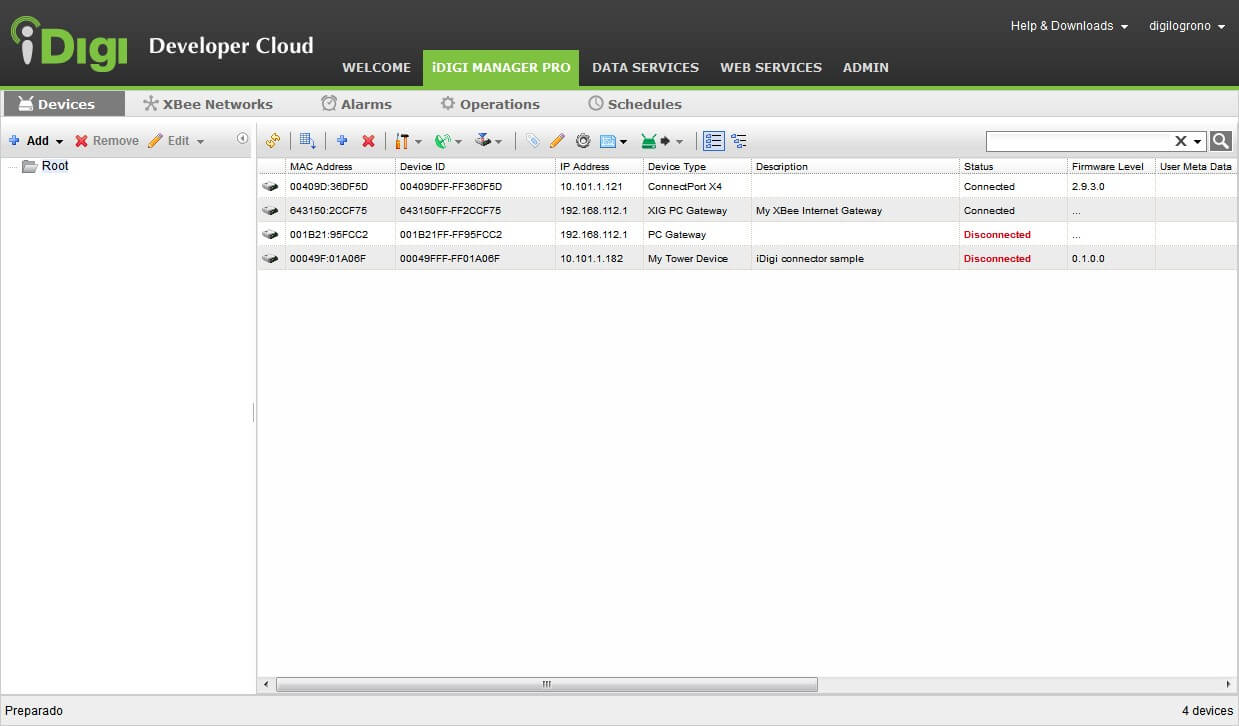 iDigi Developer Cloud
Help & Downloads digilogrono
WELCOME iDIGI MANAGER PRO DATA SERVICES WEB SERVICES ADMIN
Devices XBee Networks Alarms Operations Schedules
Add Remove Edit
Root
MAC Address Device ID IP Address Device Type Description Status Firmware Level User Meta Data
00409D:36DF5D 00409DFF-FF36DF5D 10.101.1.121 ConnectPort X4 Connected 2.9.3.0
643150:2CCF75 643150FF-FF2CCF75 192.168.112.1 XIG PC Gateway My XBee Internet Gateway Connected ...
001B21:95FCC2 001B21FF-FF95FCC2 192.168.112.1 PC Gateway Disconnected ...
00049F:01A06F 00049FFF-FF01A06F 10.101.1.182 My Tower Device iDigi connector sample Disconnected 0.1.0.0
Preparado 4 devices